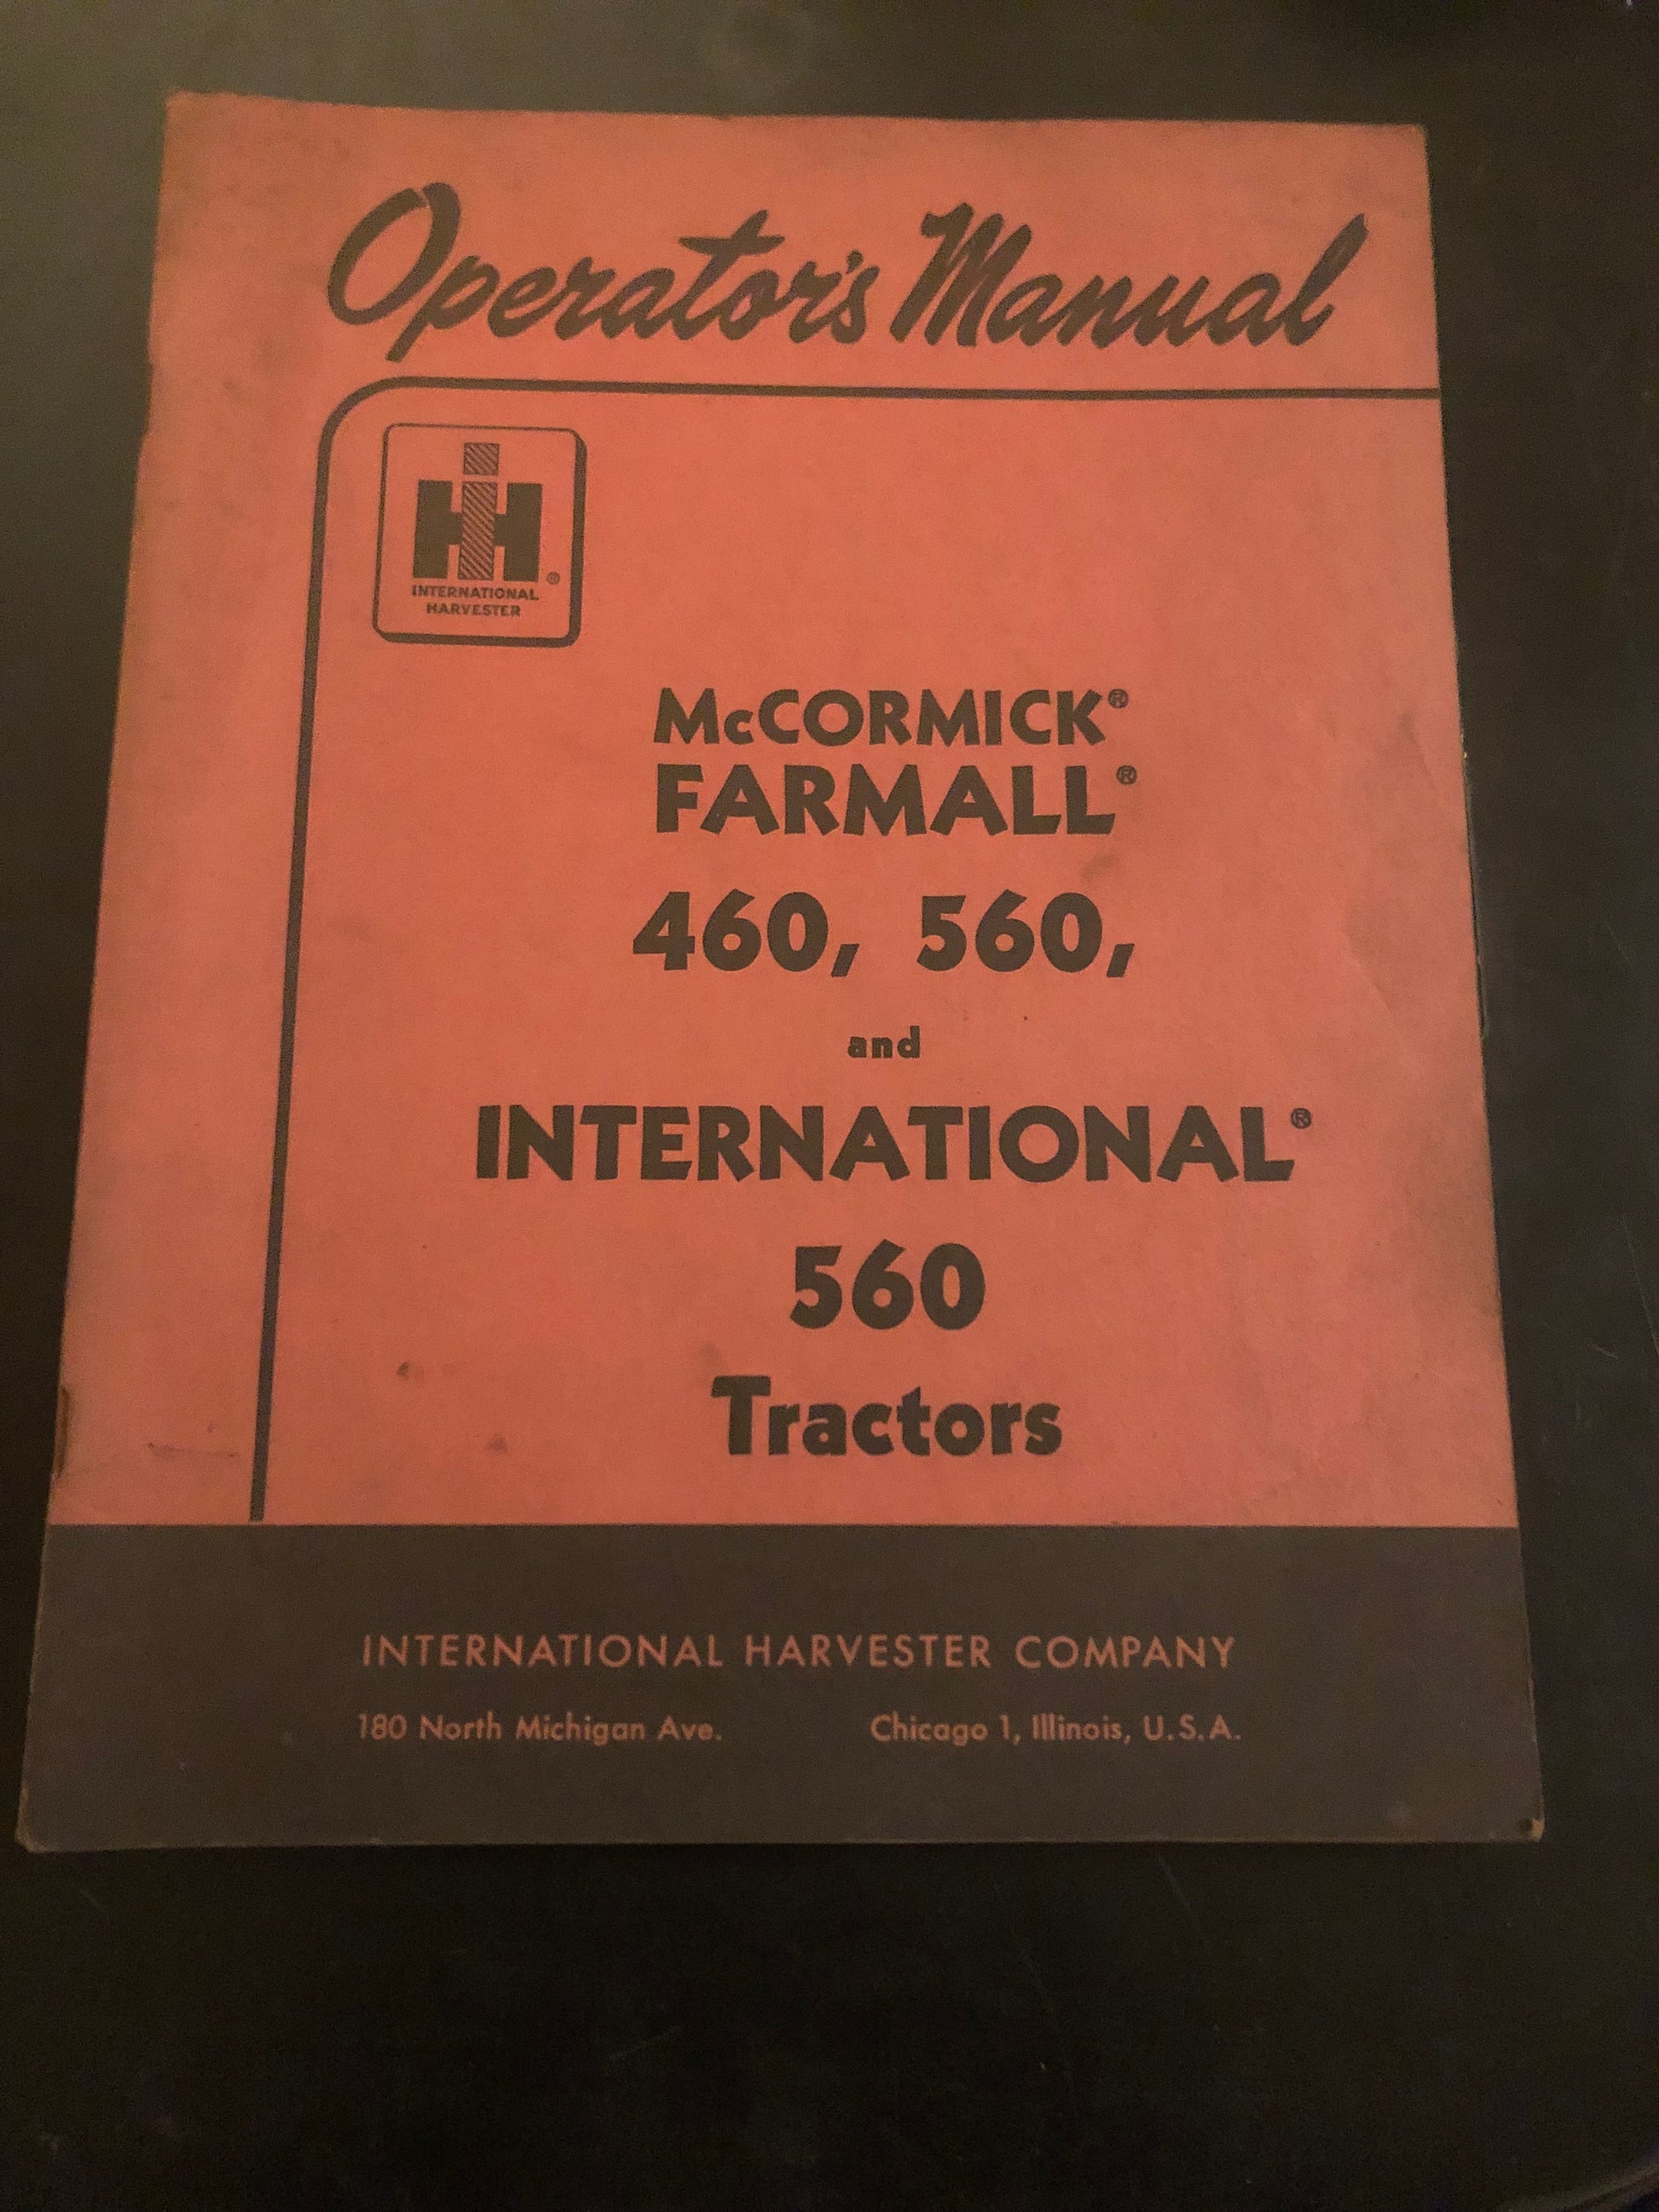 Operator's Manual
IH ®
INTERNATIONAL
HARVESTER
McCORMICK®
FARMALL®
460, 560,
and
INTERNATIONAL®
560
Tractors
INTERNATIONAL HARVESTER COMPANY
180 North Michigan Ave. Chicago 1, Illinois, U.S.A.